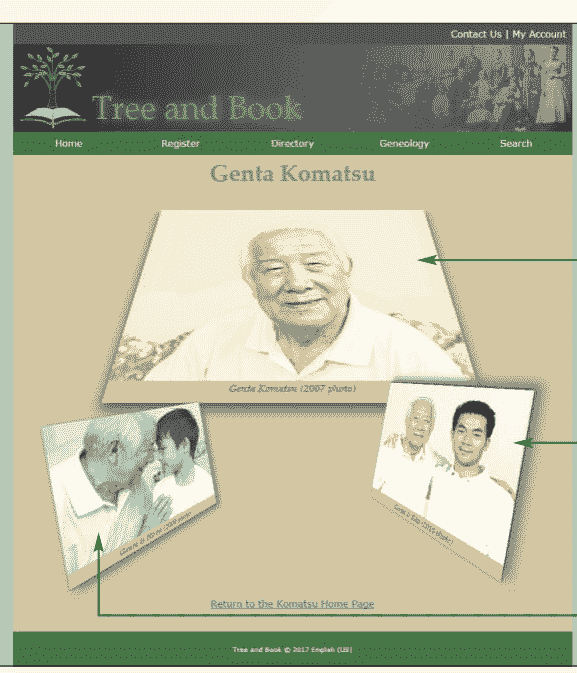 Contact Us | My Account
Tree and Book
Home Register Directory Geneology Search
Genta Komatsu
Genta Komatsu (2007 photo)
Return to the Komatsu Home Page
Tree and Book © 2017 English (US)